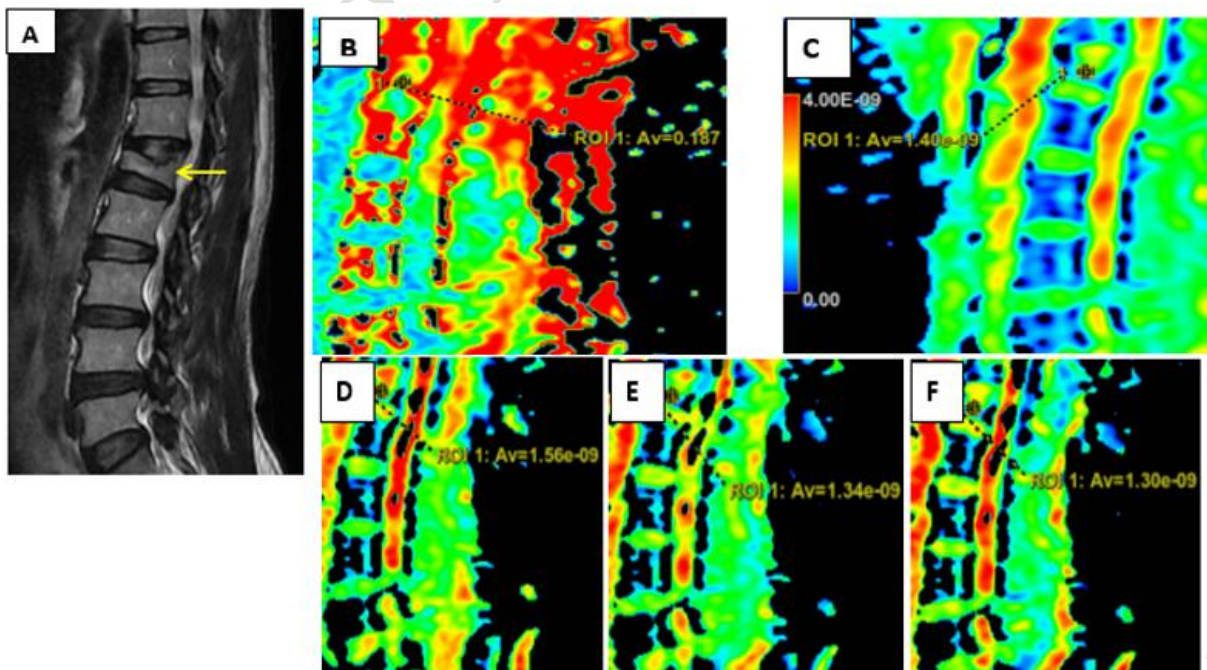 A
B
C
ROI 1: Av=0.187
4.00E-09
ROI 1: Av=1.40e-09
0.00
D
E
F
ROI 1: Av=1.56e-09
ROI 1: Av=1.34e-09
ROI 1: Av=1.30e-09